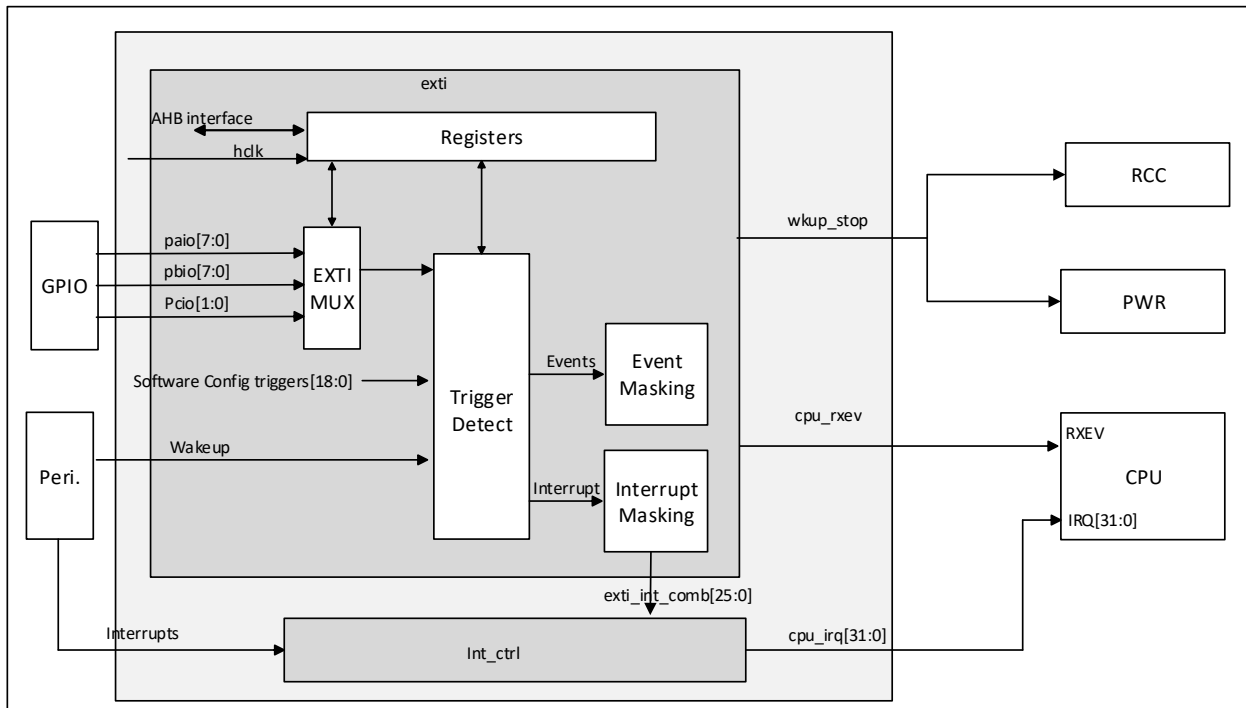 exti
AHB interface
Registers
hclk
RCC
wkup_stop
paio[7:0]
pbio[7:0]
Pcio[1:0]
GPIO
EXTI
MUX
PWR
Events
Event
Masking
Software Config triggers[18:0]
Trigger
Detect
cpu_rxev
RXEV
Wakeup
Peri.
CPU
Interrupt
Interrupt
Masking
IRQ[31:0]
exti_int_comb[25:0]
Interrupts
cpu_irq[31:0]
Int_ctrl